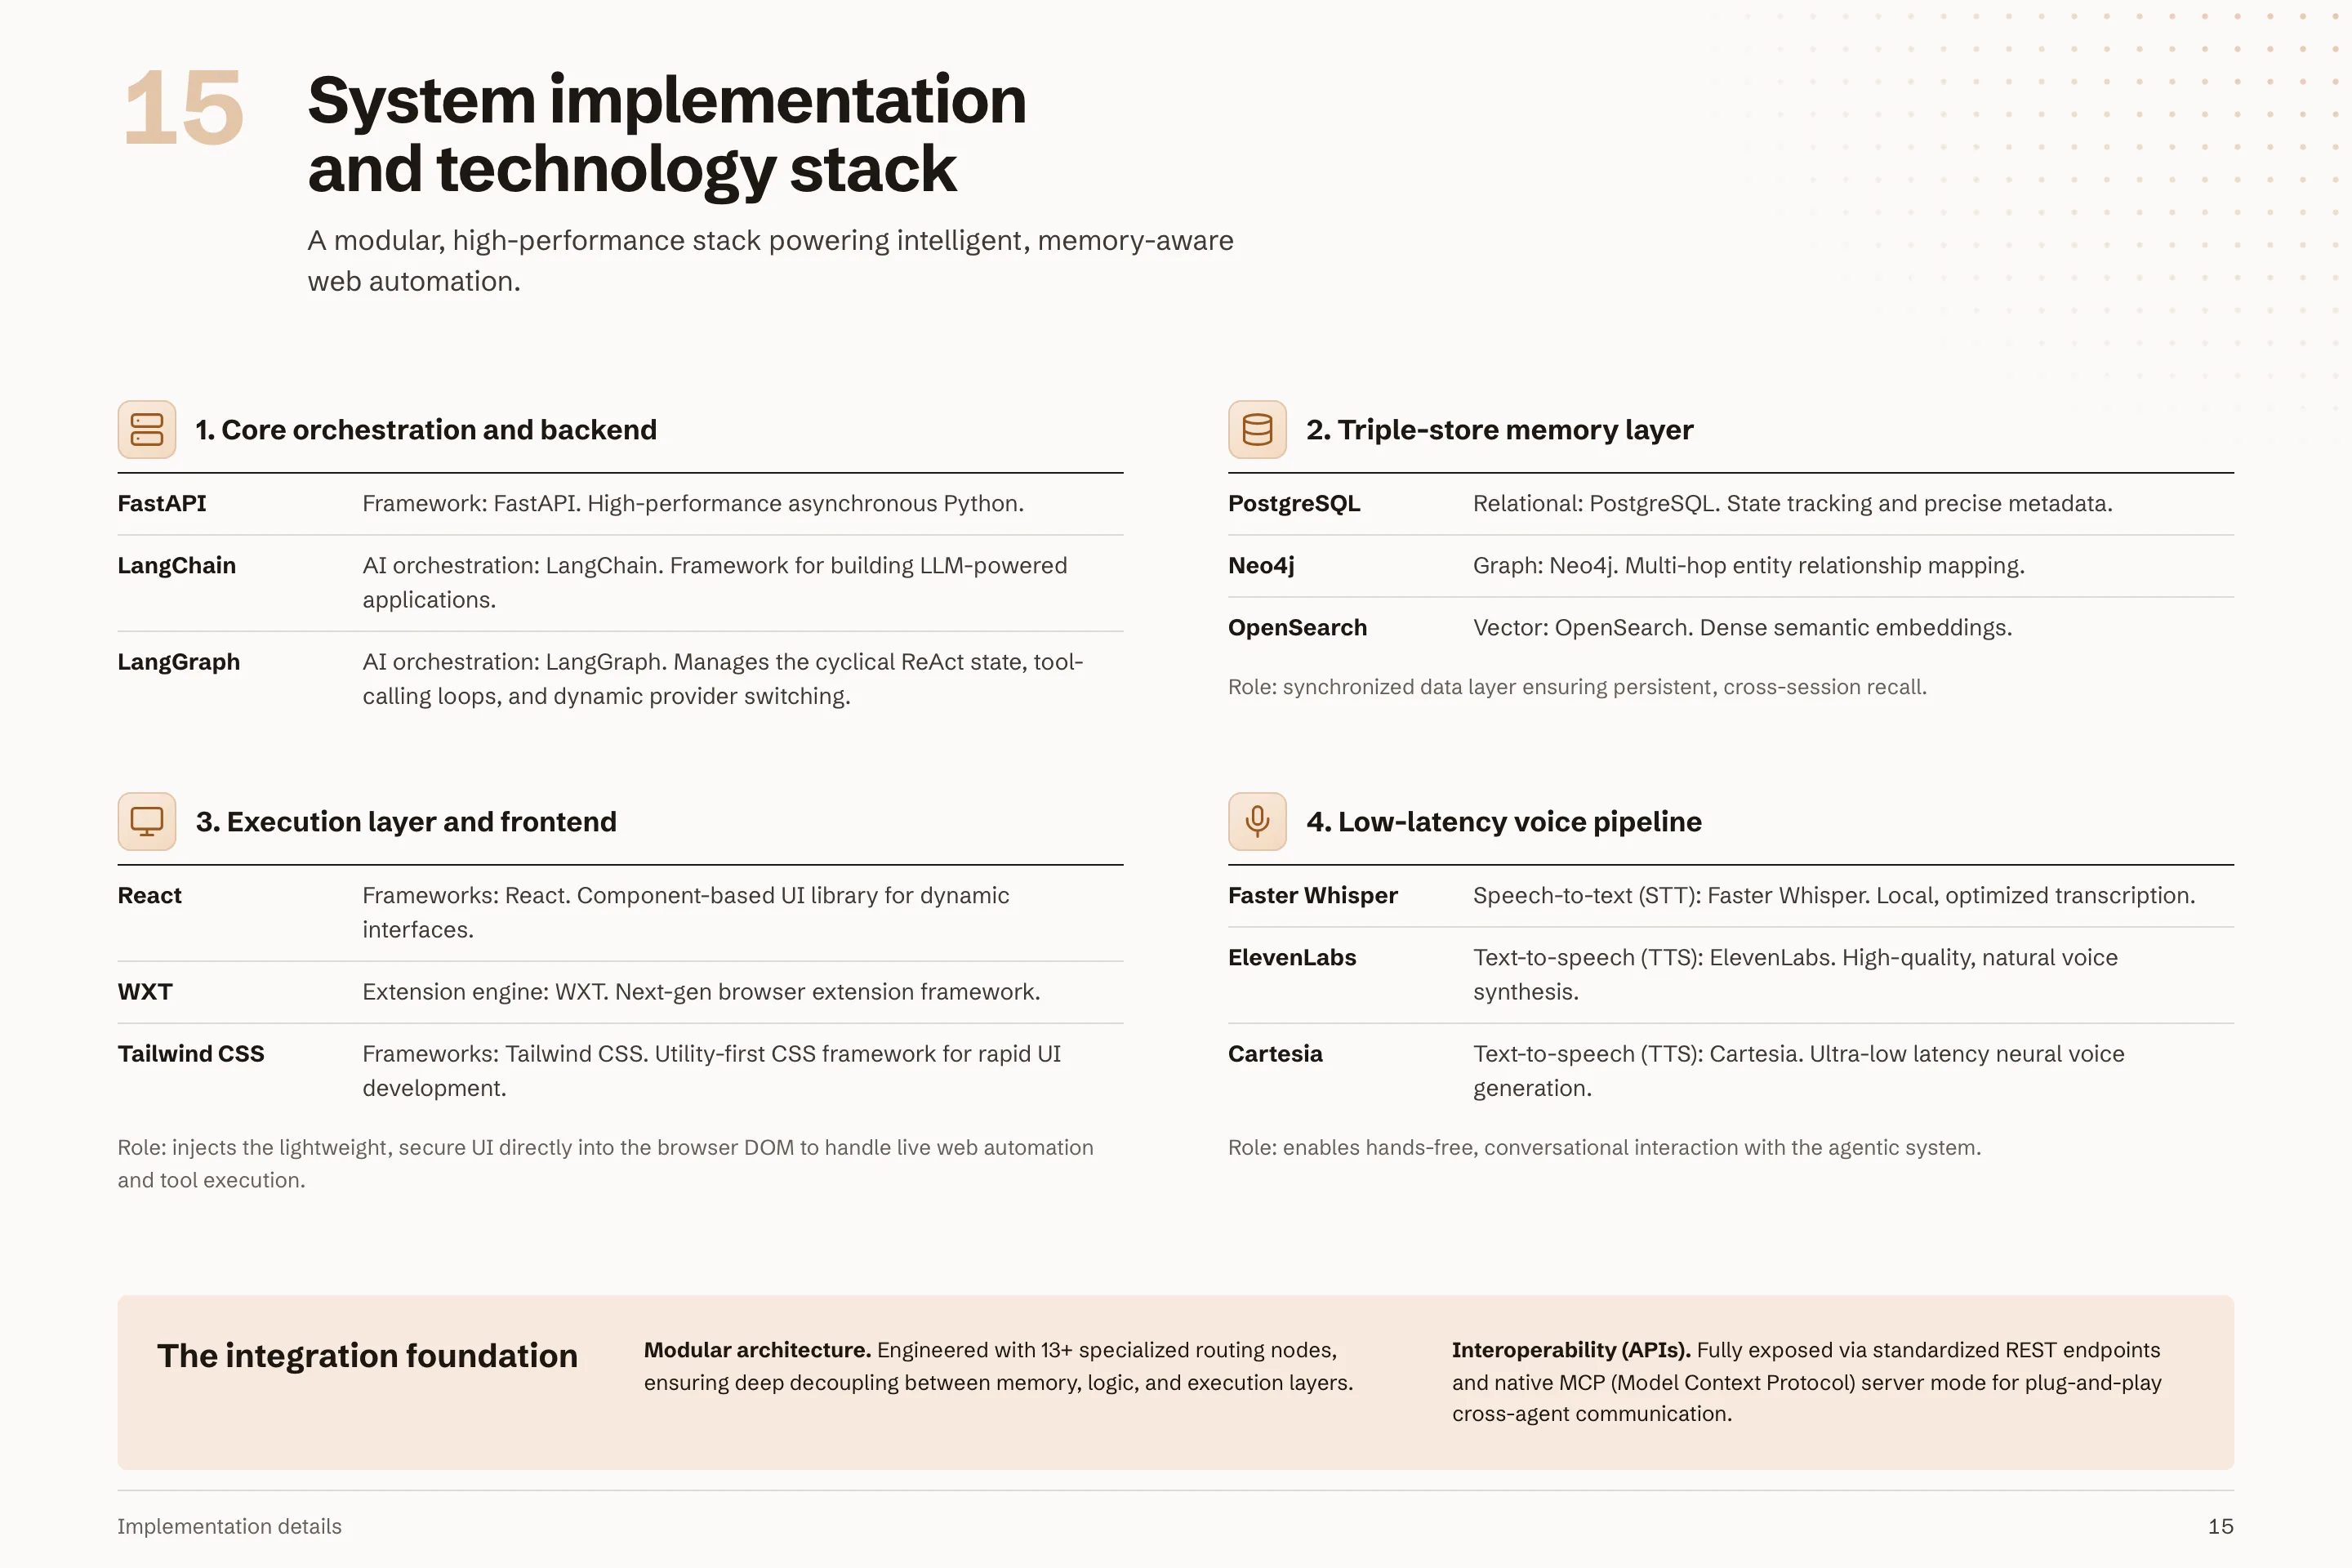 15
System implementation
and technology stack
A modular, high-performance stack powering intelligent, memory-aware
web automation.
1. Core orchestration and backend
FastAPI
Framework: FastAPI. High-performance asynchronous Python.
LangChain
AI orchestration: LangChain. Framework for building LLM-powered
applications.
LangGraph
AI orchestration: LangGraph. Manages the cyclical ReAct state, tool-
calling loops, and dynamic provider switching.
2. Triple-store memory layer
PostgreSQL
Relational: PostgreSQL. State tracking and precise metadata.
Neo4j
Graph: Neo4j. Multi-hop entity relationship mapping.
OpenSearch
Vector: OpenSearch. Dense semantic embeddings.
Role: synchronized data layer ensuring persistent, cross-session recall.
3. Execution layer and frontend
React
Frameworks: React. Component-based UI library for dynamic
interfaces.
WXT
Extension engine: WXT. Next-gen browser extension framework.
Tailwind CSS
Frameworks: Tailwind CSS. Utility-first CSS framework for rapid UI
development.
Role: injects the lightweight, secure UI directly into the browser DOM to handle live web automation
and tool execution.
4. Low-latency voice pipeline
Faster Whisper
Speech-to-text (STT): Faster Whisper. Local, optimized transcription.
ElevenLabs
Text-to-speech (TTS): ElevenLabs. High-quality, natural voice
synthesis.
Cartesia
Text-to-speech (TTS): Cartesia. Ultra-low latency neural voice
generation.
Role: enables hands-free, conversational interaction with the agentic system.
The integration foundation
Modular architecture. Engineered with 13+ specialized routing nodes,
ensuring deep decoupling between memory, logic, and execution layers.
Interoperability (APIs). Fully exposed via standardized REST endpoints
and native MCP (Model Context Protocol) server mode for plug-and-play
cross-agent communication.
Implementation details
15